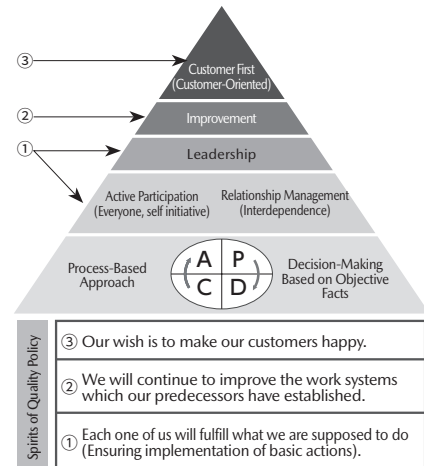 ③
Customer First
(Customer-Oriented)
②
Improvement
①
Leadership
Active Participation
(Everyone, self initiative)
Relationship Management
(Interdependence)
Process-Based
Approach
A P
C D
Decision-Making
Based on Objective
Facts
Spirits of Quality Policy
③ Our wish is to make our customers happy.
② We will continue to improve the work systems
which our predecessors have established.
① Each one of us will fulfill what we are supposed to do
(Ensuring implementation of basic actions).